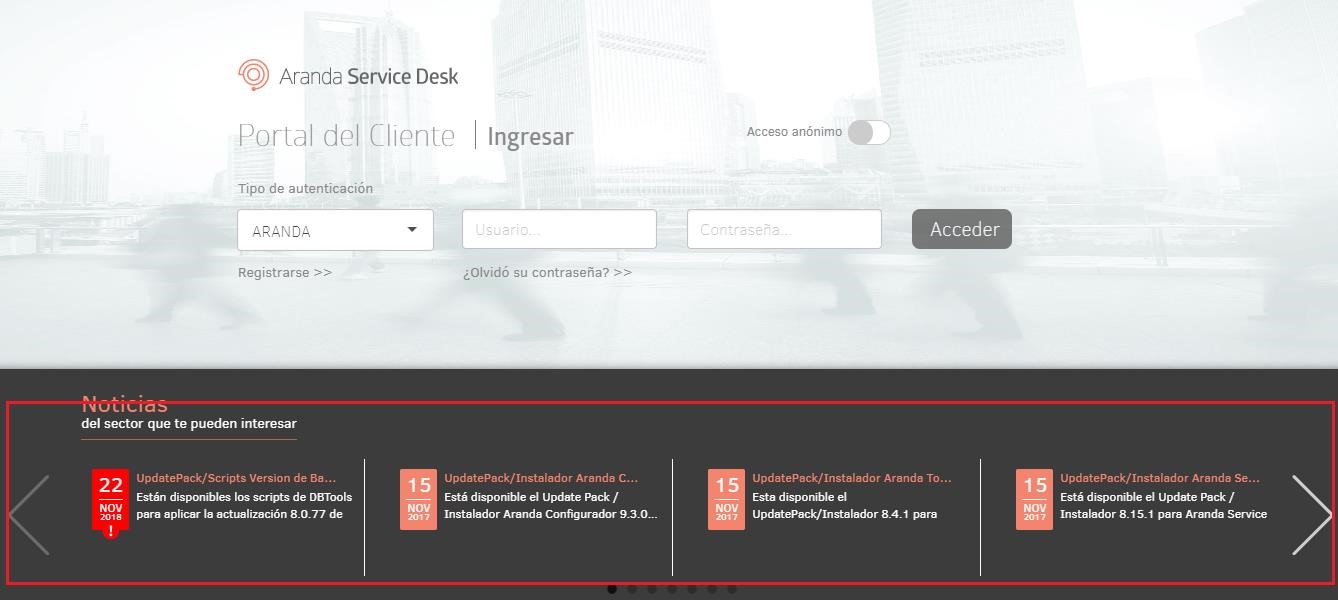 Aranda Service Desk
Portal del Cliente | Ingresar
Acceso anónimo
Tipo de autenticación
ARANDA
Usuario...
Contraseña...
Acceder
Registrarse >>
¿Olvidó su contraseña? >>
Noticias
del sector que te pueden interesar
22
NOV
2018
!
UpdatePack/Scripts Version de Ba...
Están disponibles los scripts de DBTools
para aplicar la actualización 8.0.77 de
15
NOV
2017
UpdatePack/Instalador Aranda C...
Está disponible el Update Pack /
Instalador Aranda Configurador 9.3.0...
15
NOV
2017
UpdatePack/Instalador Aranda To...
Esta disponible el
UpdatePack/Instalador 8.4.1 para
15
NOV
2017
UpdatePack/Instalador Aranda Se...
Está disponible el Update Pack /
Instalador 8.15.1 para Aranda Service